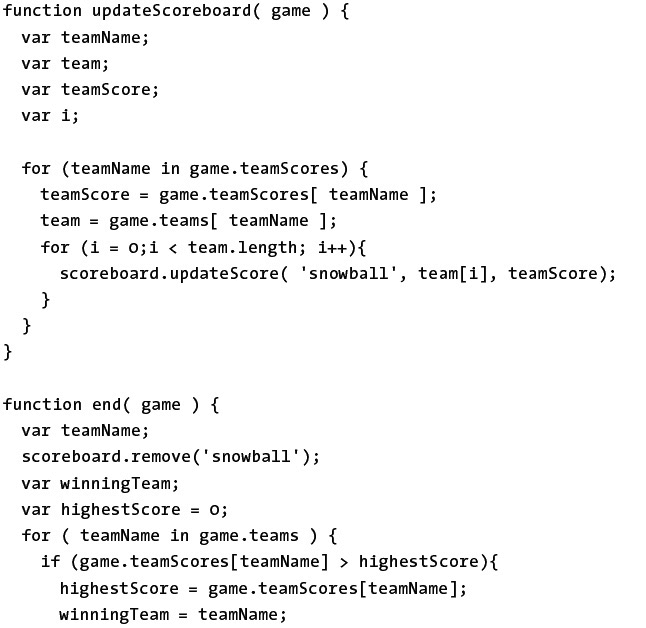 function updateScoreboard( game ) {
  var teamName;
  var team;
  var teamScore;
  var i;

  for (teamName in game.teamScores) {
    teamScore = game.teamScores[ teamName ];
    team = game.teams[ teamName ];
    for (i = 0;i < team.length; i++){
      scoreboard.updateScore( 'snowball', team[i], teamScore);
    }
  }
}

function end( game ) {
  var teamName;
  scoreboard.remove('snowball');
  var winningTeam;
  var highestScore = 0;
  for ( teamName in game.teams ) {
    if (game.teamScores[teamName] > highestScore){
      highestScore = game.teamScores[teamName];
      winningTeam = teamName;